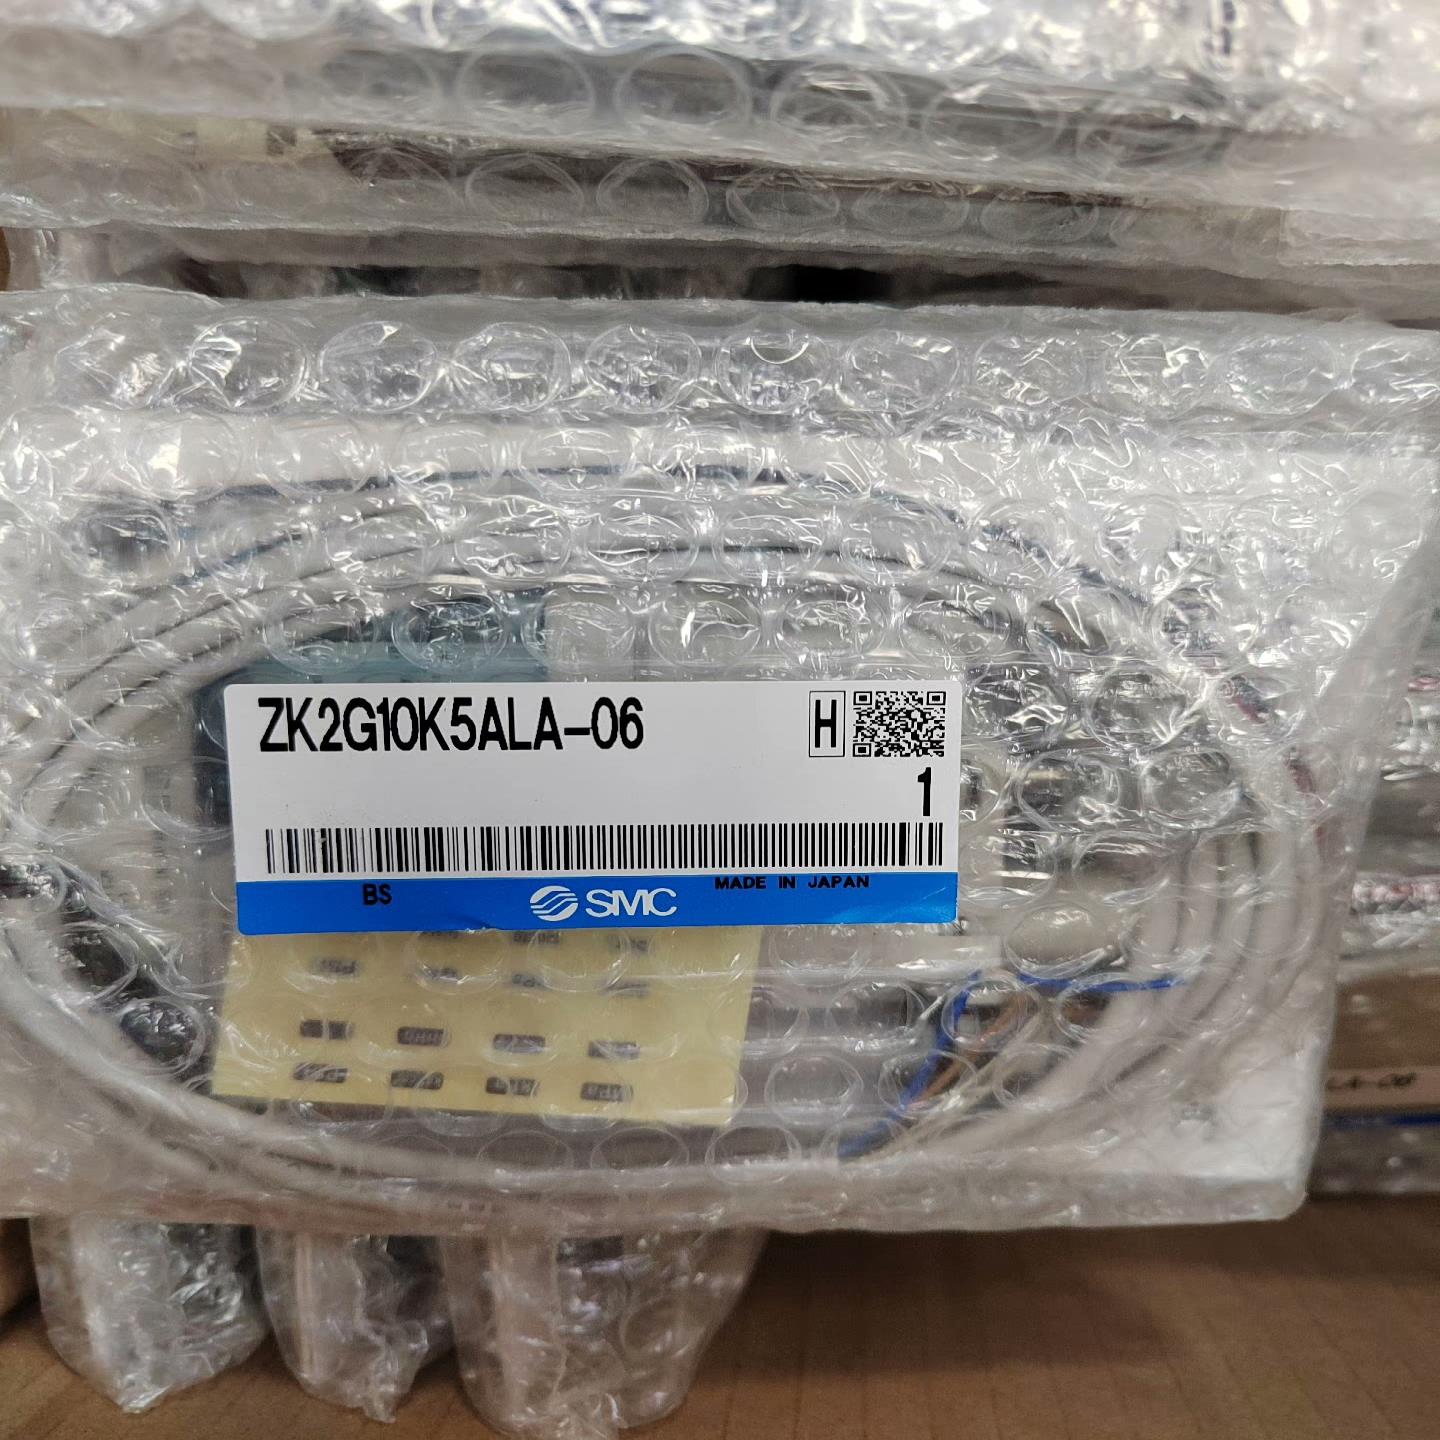 ZK2G10K5ALA-06
H
1
BS
SMC
MADE IN JAPAN